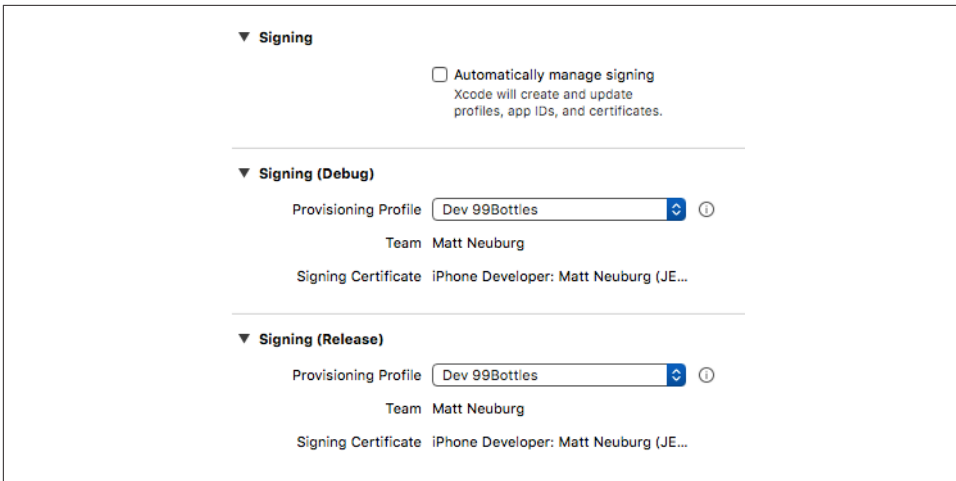 Signing
Automatically manage signing
Xcode will create and update
profiles, app IDs, and certificates.
Signing (Debug)
Provisioning Profile Dev 99Bottles
Team Matt Neuburg
Signing Certificate iPhone Developer: Matt Neuburg (JE...
Signing (Release)
Provisioning Profile Dev 99Bottles
Team Matt Neuburg
Signing Certificate iPhone Developer: Matt Neuburg (JE...